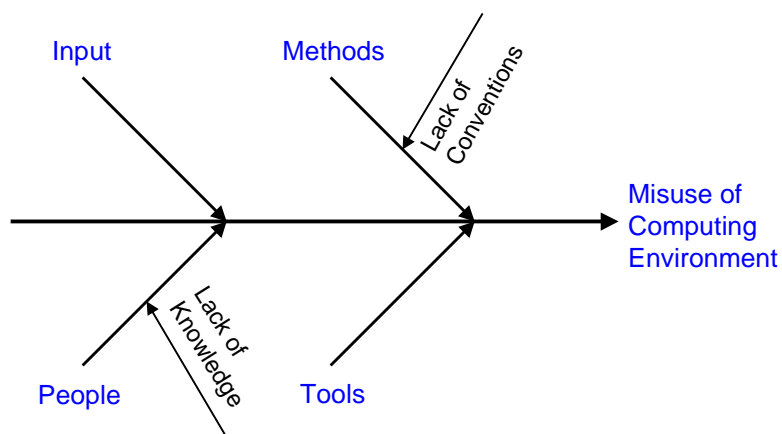 Input
Methods
Lack of
Conventions
Misuse of
Computing
Environment
Lack of
Knowledge
People
Tools